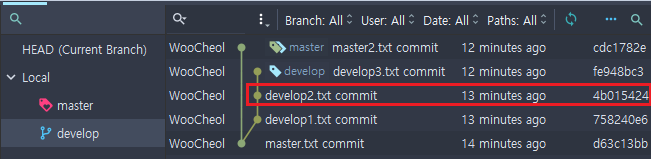 Branch: All User: All Date: All Paths: All
HEAD (Current Branch)
Local
master
develop
WooCheol master master2.txt commit 12 minutes ago cdc1782e
WooCheol develop develop3.txt commit 12 minutes ago fe948bc3
WooCheol develop2.txt commit 13 minutes ago 4b015424
WooCheol develop1.txt commit 13 minutes ago 758240e6
WooCheol master.txt commit 14 minutes ago d63c13bb